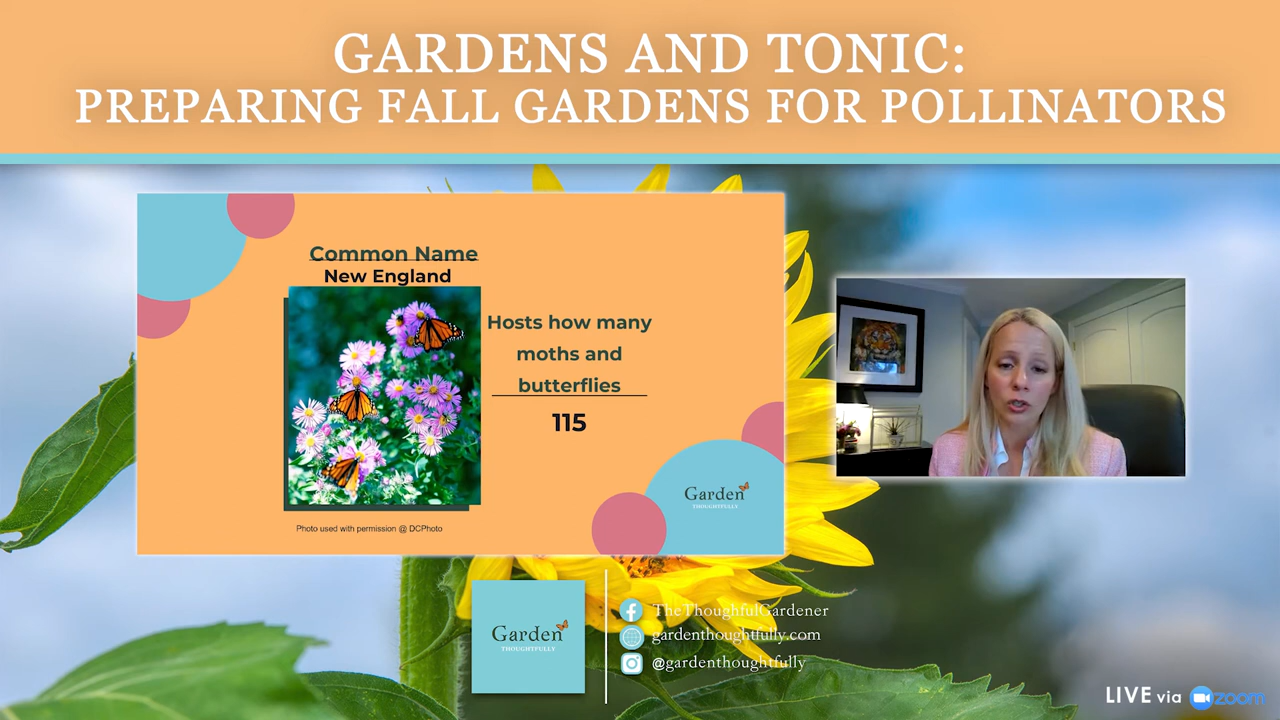 GARDENS AND TONIC:
PREPARING FALL GARDENS FOR POLLINATORS
Common Name
New England
Hosts how many
moths and
butterflies
115
Garden
THOUGHTFULLY
Photo used with permission @ DCPhoto
Garden
THOUGHTFULLY
TheThoughfulGardener
gardenthoughtfully.com
@gardenthoughtfully
LIVE via zoom